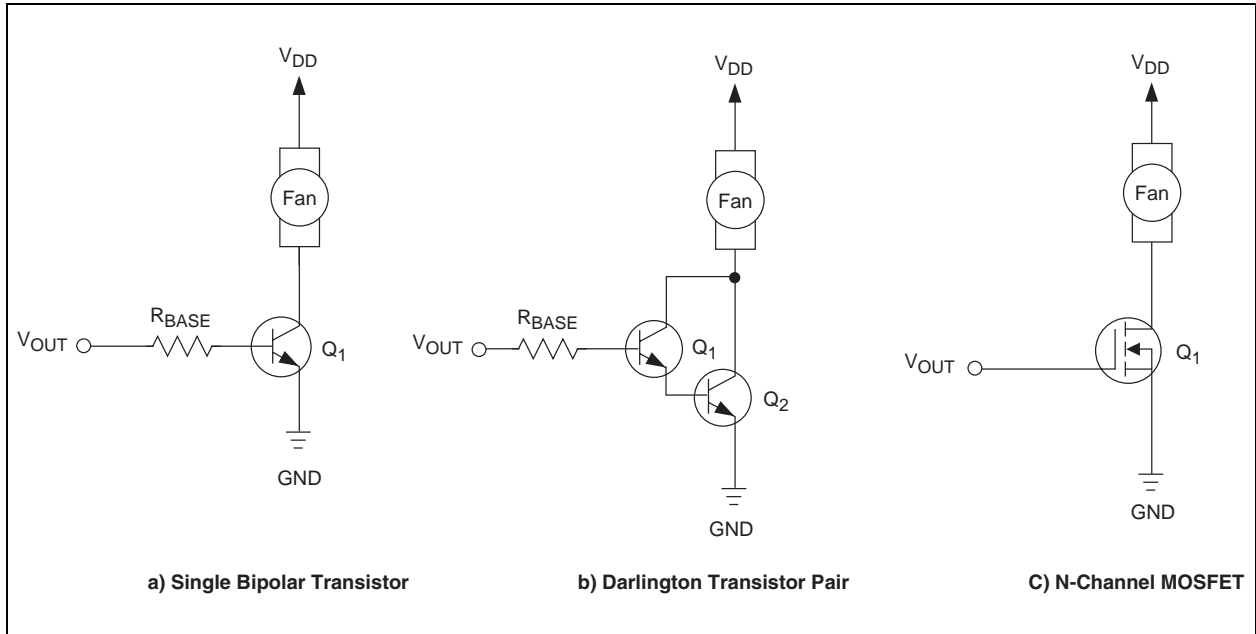 VDD
Fan
RBASE
VOUT
Q1
GND
a) Single Bipolar Transistor
VDD
Fan
RBASE
VOUT
Q1
Q2
GND
b) Darlington Transistor Pair
VDD
Fan
VOUT
Q1
GND
C) N-Channel MOSFET